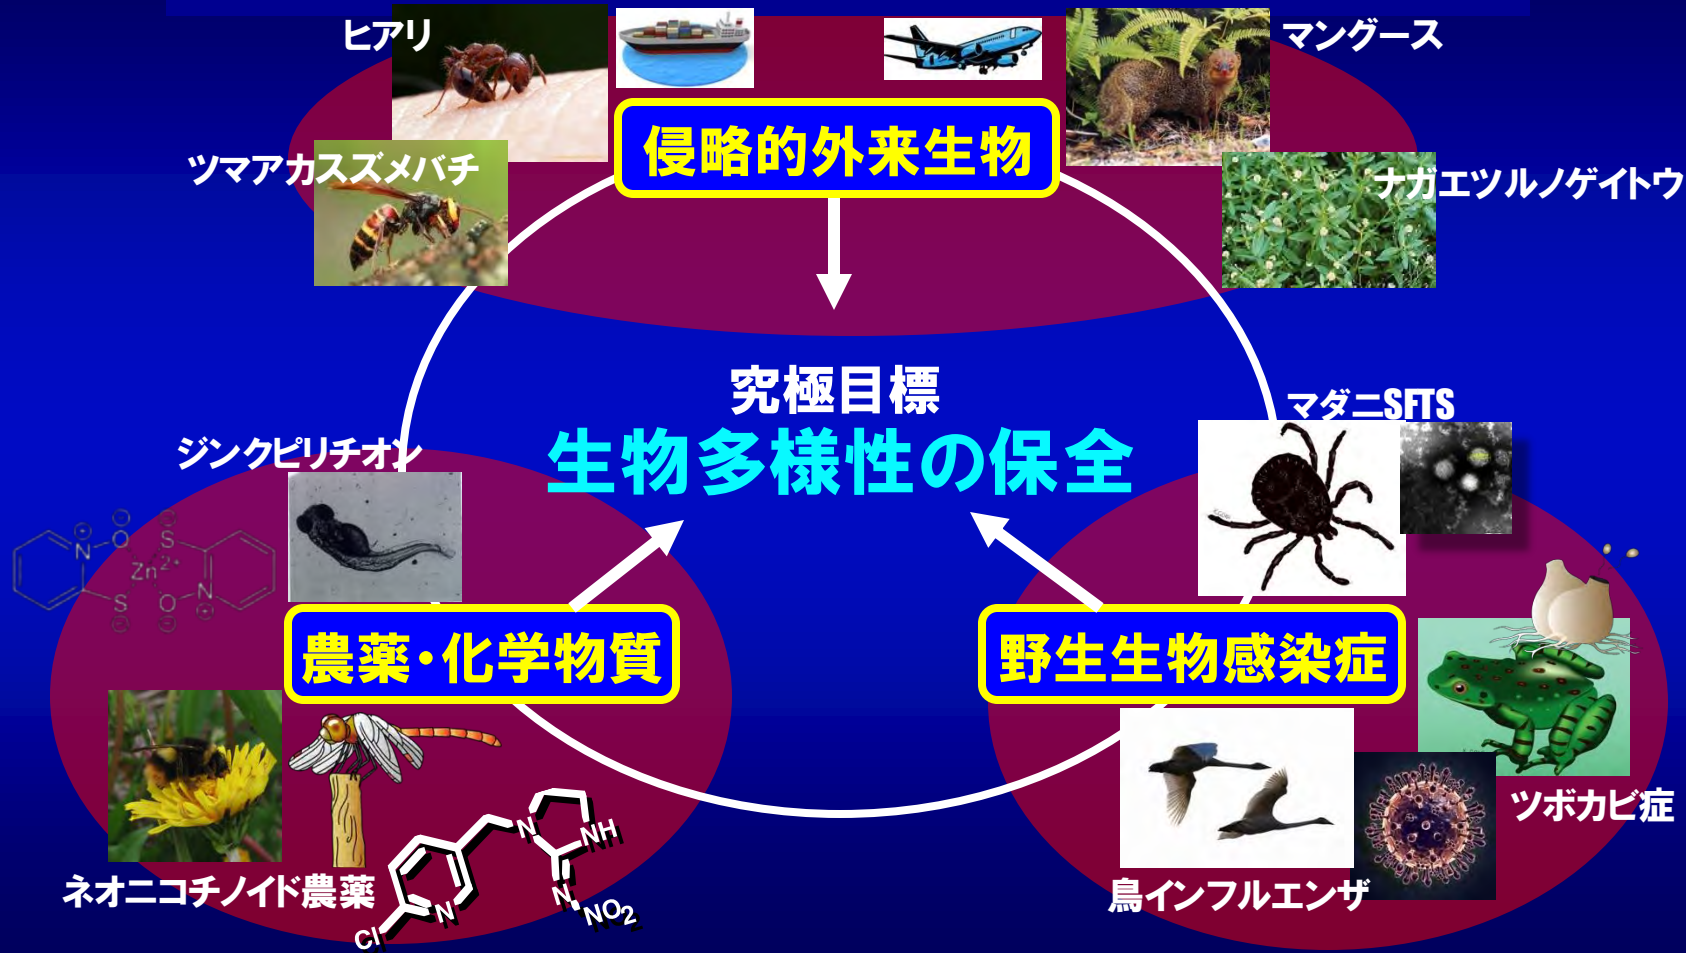 ヒアリ
マングース
侵略的外来生物
ツマアカスズメバチ
ナガエツルノゲイトウ
究極目標
生物多様性の保全
マダニSFTS
ジンクピリチオン
N
O
S
Zn
2+
S
O
N
農薬・化学物質
野生生物感染症
ツボカビ症
ネオニコチノイド農薬
鳥インフルエンザ
N
NH
N
N
NO2
Cl